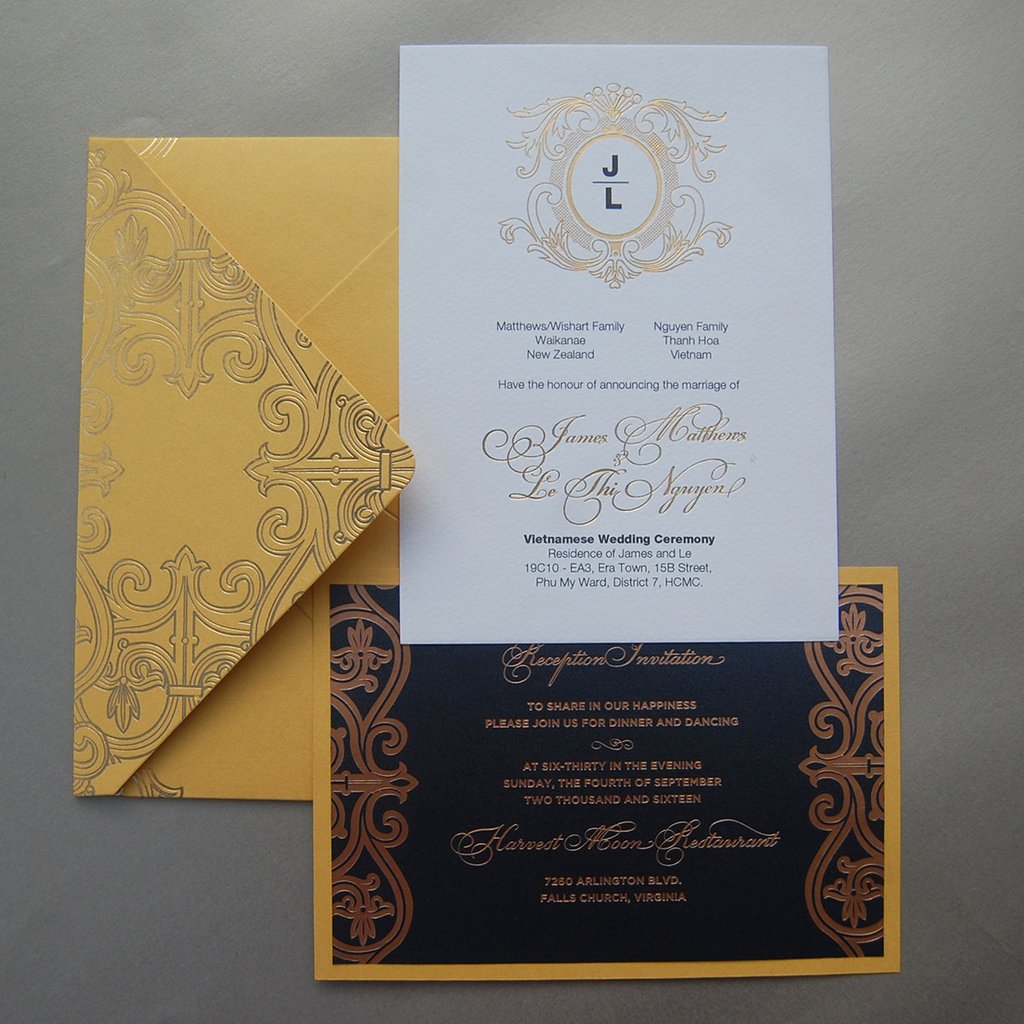 J
L
Matthews/Wishart Family
Waikanae
New Zealand
Nguyen Family
Thanh Hoa
Vietnam
Have the honour of announcing the marriage of
James Matthews
&
Le Thi Nguyen
Vietnamese Wedding Ceremony
Residence of James and Le
19C10 - EA3, Era Town, 15B Street,
Phu My Ward, District 7, HCMC.
Reception Invitation
TO SHARE IN OUR HAPPINESS
PLEASE JOIN US FOR DINNER AND DANCING
AT SIX-THIRTY IN THE EVENING
SUNDAY, THE FOURTH OF SEPTEMBER
TWO THOUSAND AND SIXTEEN
Harvest Moon Restaurant
7260 ARLINGTON BLVD.
FALLS CHURCH, VIRGINIA